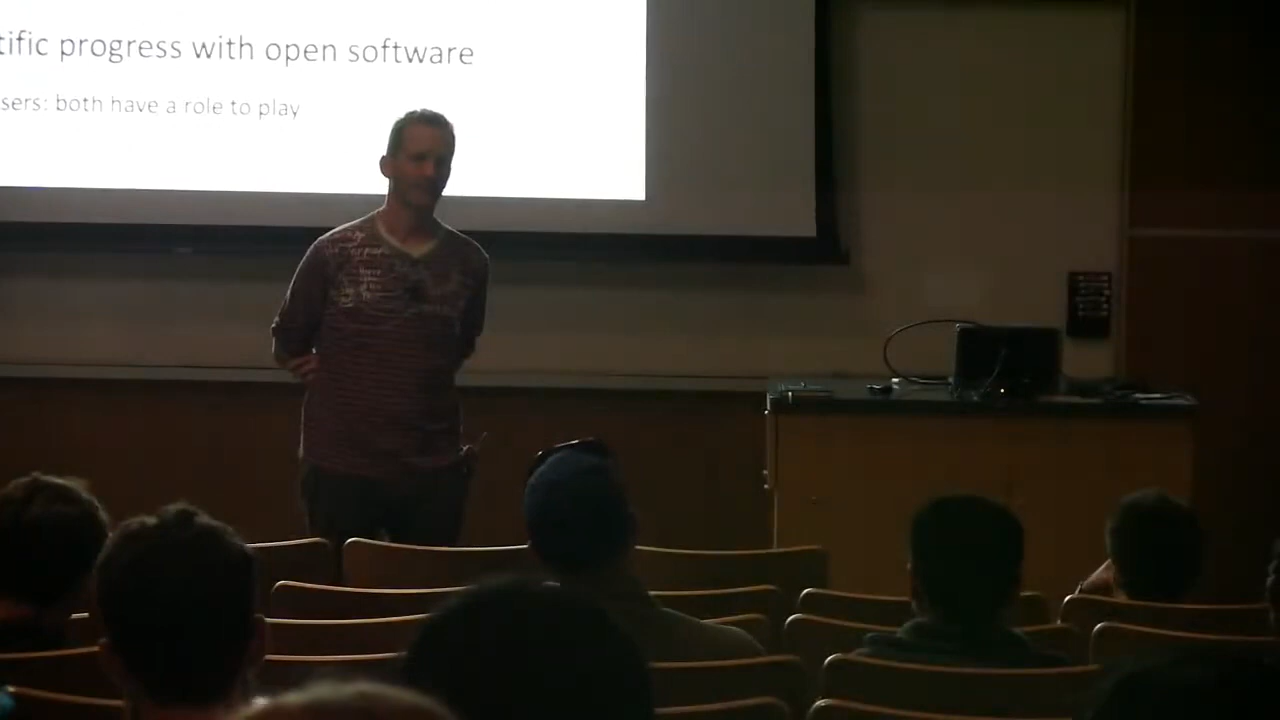 tific progress with open software
sers: both have a role to play